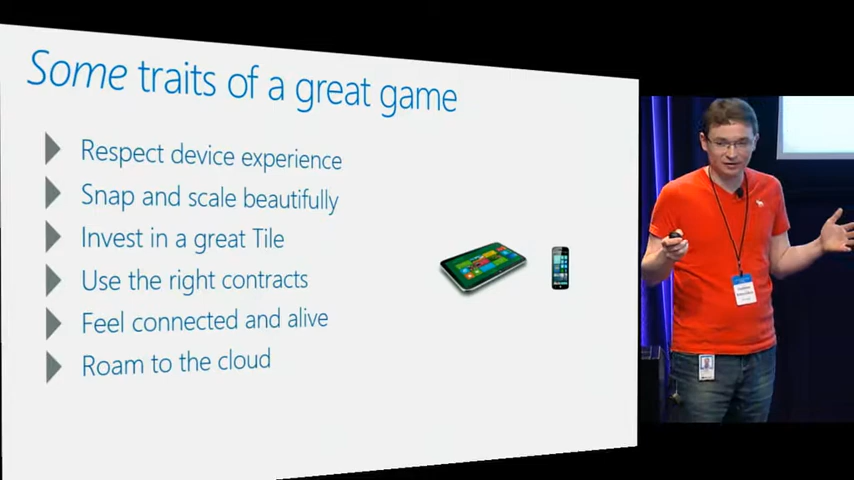 Some traits of a great game
Respect device experience
Snap and scale beautifully
Invest in a great Tile
Use the right contracts
Feel connected and alive
Roam to the cloud